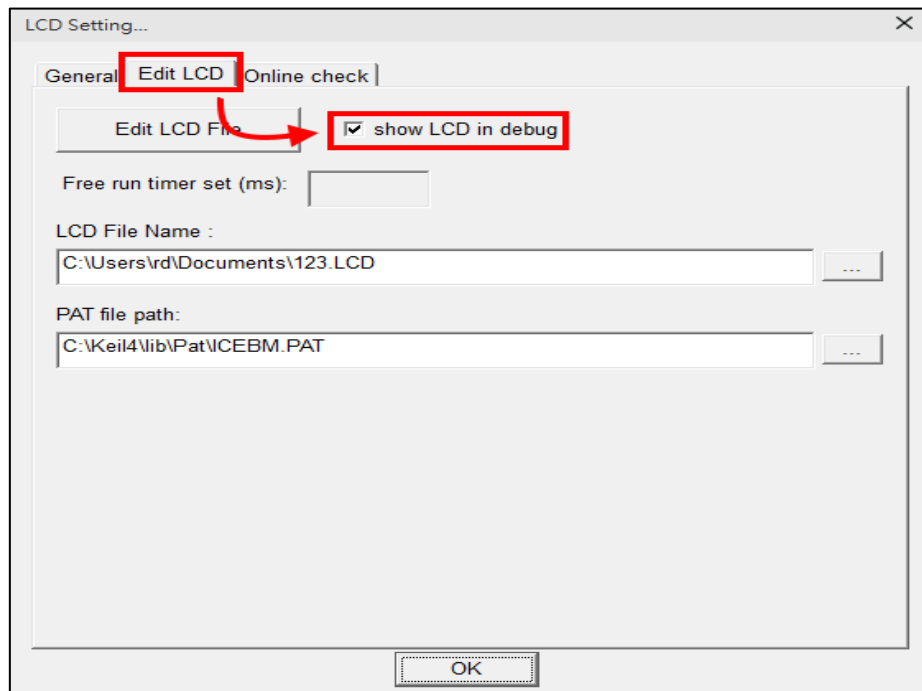 LCD Setting...
General Edit LCD Online check
Edit LCD File show LCD in debug
Free run timer set (ms):
LCD File Name :
C:\Users\rd\Documents\123.LCD
...
PAT file path:
C:\Keil4\lib\Pat\ICEBM.PAT
...
OK